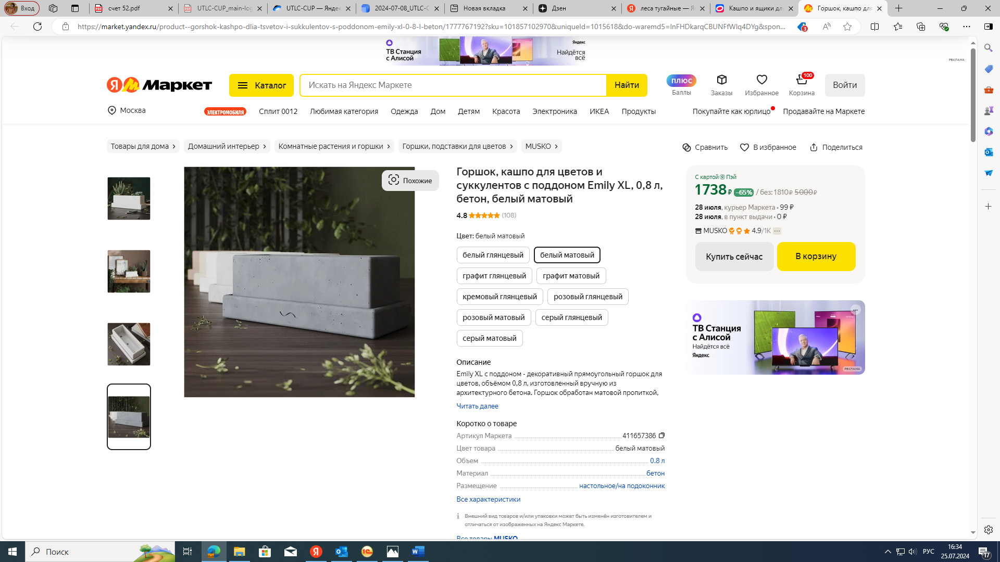 Вход
счет 52.pdf
UTLC-CUP_main-log
UTLC-CUP — Яндек
2024-07-08_UTLC-C
Новая вкладка
Дзен
леса тугайные — Я
Кашпо и ящики дл
Горшок, кашпо для
https://market.yandex.ru/product--gorshok-kashpo-dlia-tsvetov-i-sukkulentov-s-poddonom-emily-xl-0-8-l-beton/1777767192?sku=101857102970&uniqueId=1015618&do-waremd5=InFHDkarqCBUNFfWIq4DYg&spon...
3
ТВ Станция
с Алисой
Яндекс
Найдётся
всё
РЕКЛАМА
Я М Маркет
Каталог
Искать на Яндекс Маркете
Найти
ПЛЮС
Баллы
Заказы
Избранное
100
Корзина
Войти
Москва
ЭЛЕКТРОМОБИЛЯ
Сплит 0012
Любимая категория
Одежда
Дом
Детям
Красота
Электроника
ИКЕА
Продукты
Покупайте как юрлицо
Продавайте на Маркете
Товары для дома
Домашний интерьер
Комнатные растения и горшки
Горшки, подставки для цветов
MUSKO
Сравнить
В избранное
Поделиться
Похожие
Горшок, кашпо для цветов и
суккулентов с поддоном Emily XL, 0,8 л,
бетон, белый матовый
4.8 (108)
Цвет: белый матовый
белый глянцевый
белый матовый
графит глянцевый
графит матовый
кремовый глянцевый
розовый глянцевый
розовый матовый
серый глянцевый
серый матовый
Описание
Emily XL с поддоном - декоративный прямоугольный горшок для
цветов, объёмом 0,8 л, изготовленный вручную из
архитектурного бетона. Горшок обработан матовой пропиткой,
Читать далее
Коротко о товаре
Артикул Маркета 411657386
Цвет товара белый матовый
Объем 0.8 л
Материал бетон
Размещение настольное/на подоконник
Все характеристики
Внешний вид товаров и/или упаковки может быть изменён изготовителем и
отличаться от изображенных на Яндекс Маркете.
Все товары MUSKO
С картой Я Пэй
1738 ₽ –65% / без: 1810₽ 5000₽
28 июля, курьер Маркета • 99 ₽
28 июля, в пункт выдачи • 0 ₽
MUSKO 4.9/1K ...
Купить сейчас
В корзину
ТВ Станция
с Алисой
Найдётся всё
Яндекс
РЕКЛАМА
Поиск
РУС
16:34
25.07.2024
17